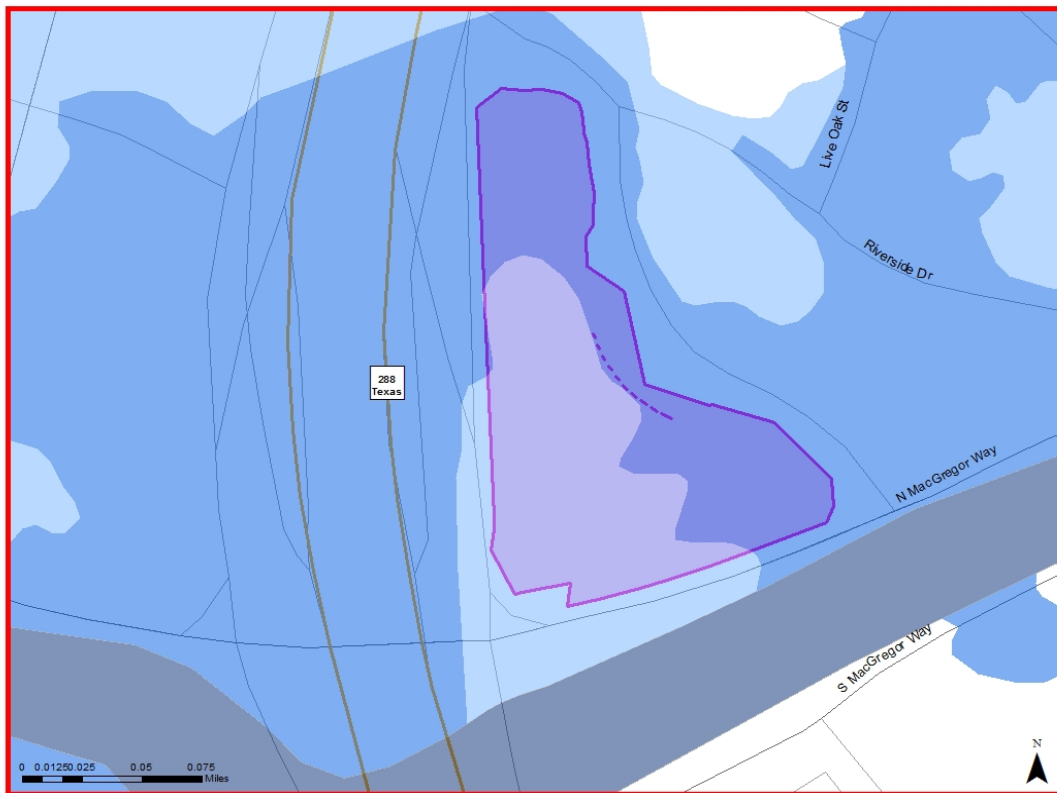 Live Oak St
Riverside Dr
288
Texas
N MacGregor Way
S MacGregor Way
N
0 0.0125 0.025 0.05 0.075
Miles